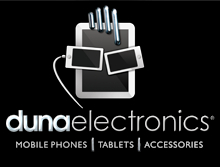 dunaelectronics®
MOBILE PHONES | TABLETS | ACCESSORIES